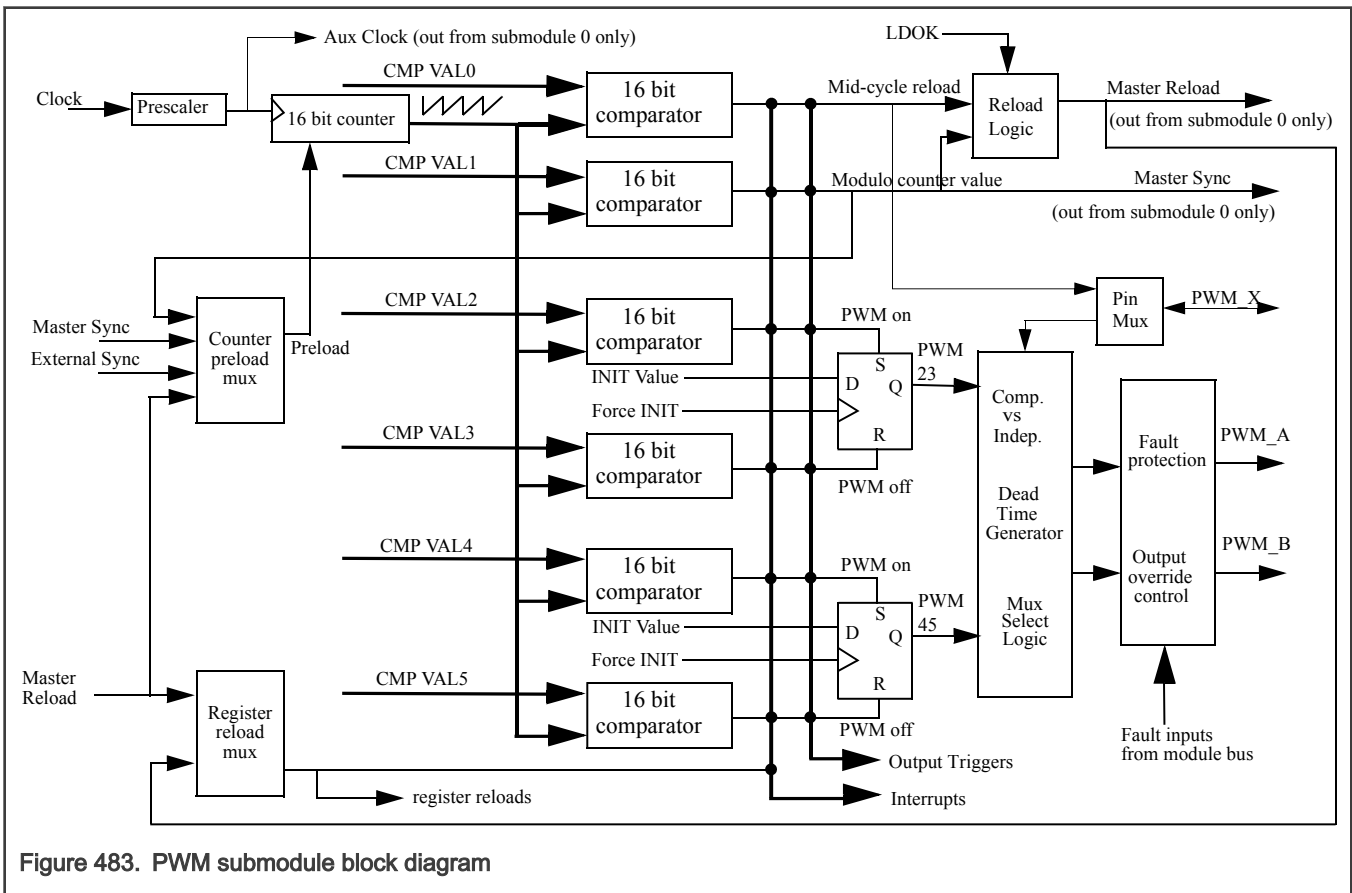 Aux Clock (out from submodule 0 only)
LDOK
CMP VAL0
Clock
Prescaler
16 bit counter
16 bit
comparator
Mid-cycle reload
Reload
Logic
Master Reload
(out from submodule 0 only)
CMP VAL1
16 bit
comparator
Modulo counter value
Master Sync
(out from submodule 0 only)
Master Sync
External Sync
Counter
preload
mux
Preload
CMP VAL2
16 bit
comparator
PWM on
Pin
Mux
PWM_X
INIT Value
Force INIT
D
S
Q
R
PWM
23
CMP VAL3
16 bit
comparator
PWM off
Comp.
vs
Indep.
Dead
Time
Generator
Mux
Select
Logic
Fault
protection
Output
override
control
PWM_A
PWM_B
CMP VAL4
16 bit
comparator
PWM on
INIT Value
Force INIT
D
S
Q
R
PWM
45
Master
Reload
Register
reload
mux
CMP VAL5
16 bit
comparator
PWM off
Fault inputs
from module bus
Output Triggers
register reloads
Interrupts
Figure 483. PWM submodule block diagram